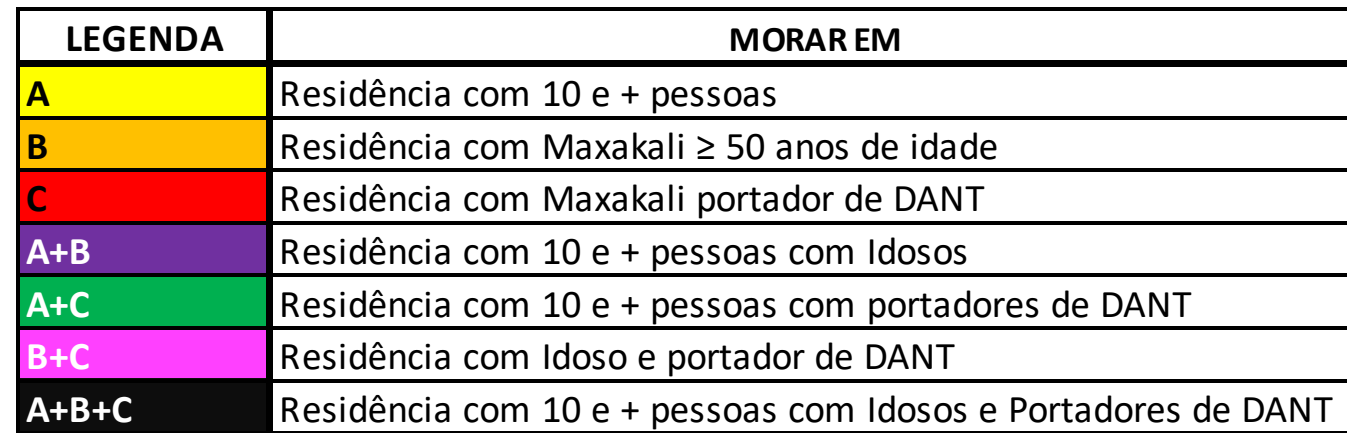 LEGENDA MORAR EM
A Residência com 10 e + pessoas
B Residência com Maxakali ≥ 50 anos de idade
C Residência com Maxakali portador de DANT
A+B Residência com 10 e + pessoas com Idosos
A+C Residência com 10 e + pessoas com portadores de DANT
B+C Residência com Idoso e portador de DANT
A+B+C Residência com 10 e + pessoas com Idosos e Portadores de DANT